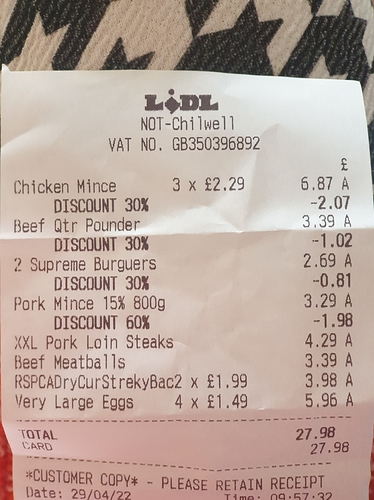 LiDL
NOT-Chilwell
VAT NO. GB350396892
£
Chicken Mince 3 x £2.29 6.87 A
DISCOUNT 30% -2.07
Beef Qtr Pounder 3.39 A
DISCOUNT 30% -1.02
2 Supreme Burguers 2.69 A
DISCOUNT 30% -0.81
Pork Mince 15% 800g 3.29 A
DISCOUNT 60% -1.98
XXL Pork Loin Steaks 4.29 A
Beef Meatballs 3.39 A
RSPCADryCurStrekyBac2 x £1.99 3.98 A
Very Large Eggs 4 x £1.49 5.96 A
TOTAL 27.98
CARD 27.98
*CUSTOMER COPY* - PLEASE RETAIN RECEIPT
Date: 29/04/22 Time: 09:57:32